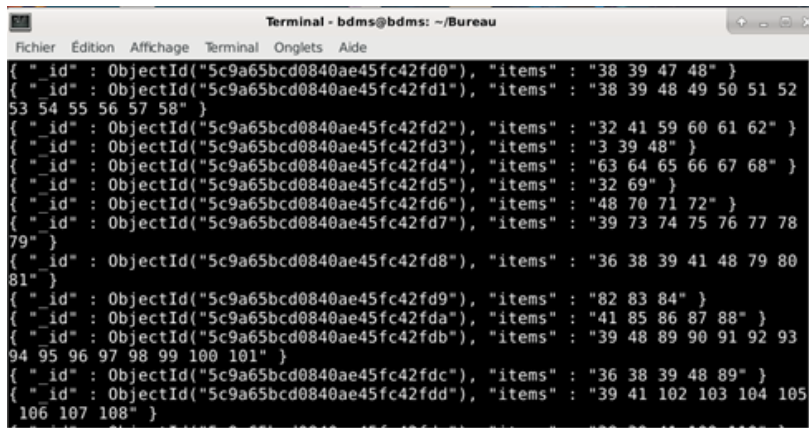 Terminal - bdms@bdms: ~/Bureau
Fichier Édition Affichage Terminal Onglets Aide
{ "_id" : ObjectId("5c9a65bcd0840ae45fc42fd0"), "items" : "38 39 47 48" }
{ "_id" : ObjectId("5c9a65bcd0840ae45fc42fd1"), "items" : "38 39 48 49 50 51 52
53 54 55 56 57 58" }
{ "_id" : ObjectId("5c9a65bcd0840ae45fc42fd2"), "items" : "32 41 59 60 61 62" }
{ "_id" : ObjectId("5c9a65bcd0840ae45fc42fd3"), "items" : "3 39 48" }
{ "_id" : ObjectId("5c9a65bcd0840ae45fc42fd4"), "items" : "63 64 65 66 67 68" }
{ "_id" : ObjectId("5c9a65bcd0840ae45fc42fd5"), "items" : "32 69" }
{ "_id" : ObjectId("5c9a65bcd0840ae45fc42fd6"), "items" : "48 70 71 72" }
{ "_id" : ObjectId("5c9a65bcd0840ae45fc42fd7"), "items" : "39 73 74 75 76 77 78
79" }
{ "_id" : ObjectId("5c9a65bcd0840ae45fc42fd8"), "items" : "36 38 39 41 48 79 80
81" }
{ "_id" : ObjectId("5c9a65bcd0840ae45fc42fd9"), "items" : "82 83 84" }
{ "_id" : ObjectId("5c9a65bcd0840ae45fc42fda"), "items" : "41 85 86 87 88" }
{ "_id" : ObjectId("5c9a65bcd0840ae45fc42fdb"), "items" : "39 48 89 90 91 92 93
94 95 96 97 98 99 100 101" }
{ "_id" : ObjectId("5c9a65bcd0840ae45fc42fdc"), "items" : "36 38 39 48 89" }
{ "_id" : ObjectId("5c9a65bcd0840ae45fc42fdd"), "items" : "39 41 102 103 104 105
106 107 108" }